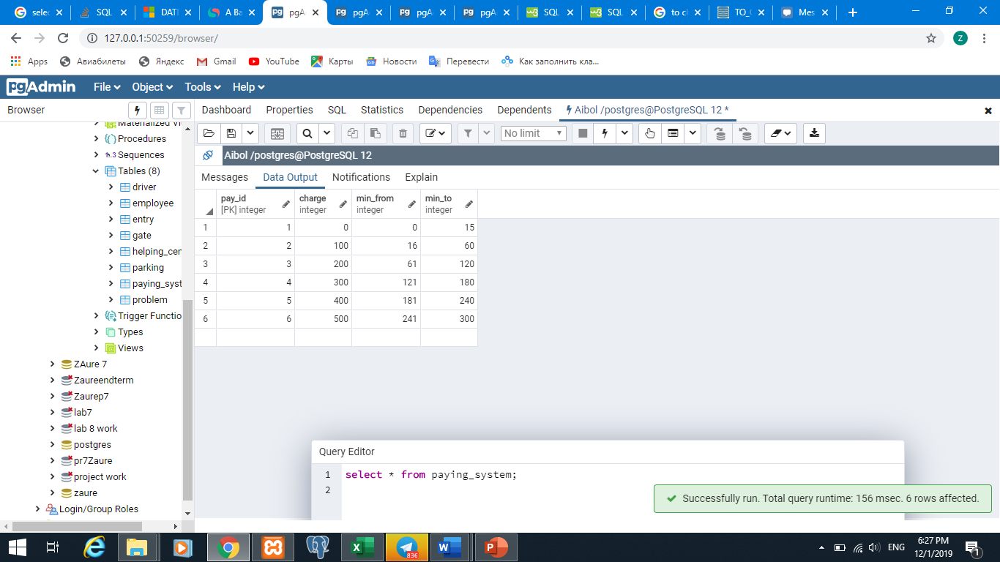 selec
SQL
DATI
A Ba
pgA
pgA
pgA
pgA
SQL
SQL
to cl
TO_
Mes
127.0.0.1:50259/browser/
Z
Apps
Авиабилеты
Яндекс
Gmail
YouTube
Карты
Новости
Перевести
Как заполнить кла...
pgAdmin File Object Tools Help
Browser
Dashboard Properties SQL Statistics Dependencies Dependents Aibol /postgres@PostgreSQL 12 *
Procedures
Sequences
Tables (8)
driver
employee
entry
gate
helping_cen
parking
paying_syst
problem
Trigger Functio
Types
Views
ZAure 7
Zaureendterm
Zaurep7
lab7
lab 8 work
postgres
pr7Zaure
project work
zaure
Login/Group Roles
No limit
Aibol /postgres@PostgreSQL 12
Messages Data Output Notifications Explain
pay_id charge min_from min_to
[PK] integer integer integer integer
1 1 0 0 15
2 2 100 16 60
3 3 200 61 120
4 4 300 121 180
5 5 400 181 240
6 6 500 241 300
Query Editor
1 select * from paying_system;
2
Successfully run. Total query runtime: 156 msec. 6 rows affected.
836
ENG
6:27 PM
12/1/2019
1